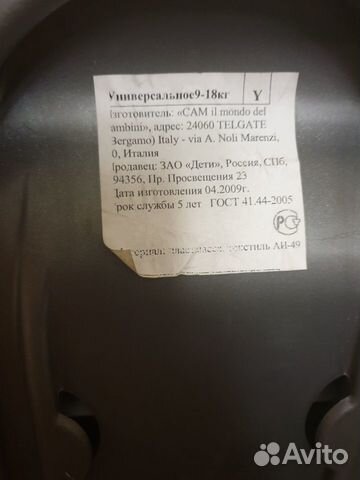 Универсальное9-18кг Y
Изготовитель: «CAM il mondo del
ambini», адрес: 24060 TELGATE
Bergamo) Italy - via A. Noli Marenzi,
0, Италия
продавец: ЗАО «Дети», Россия, СПб,
94356, Пр. Просвещения 23
Дата изготовления 04.2009г.
рок службы 5 лет ГОСТ 41.44-2005
РС
пластмасса, текстиль АИ-49
Avito